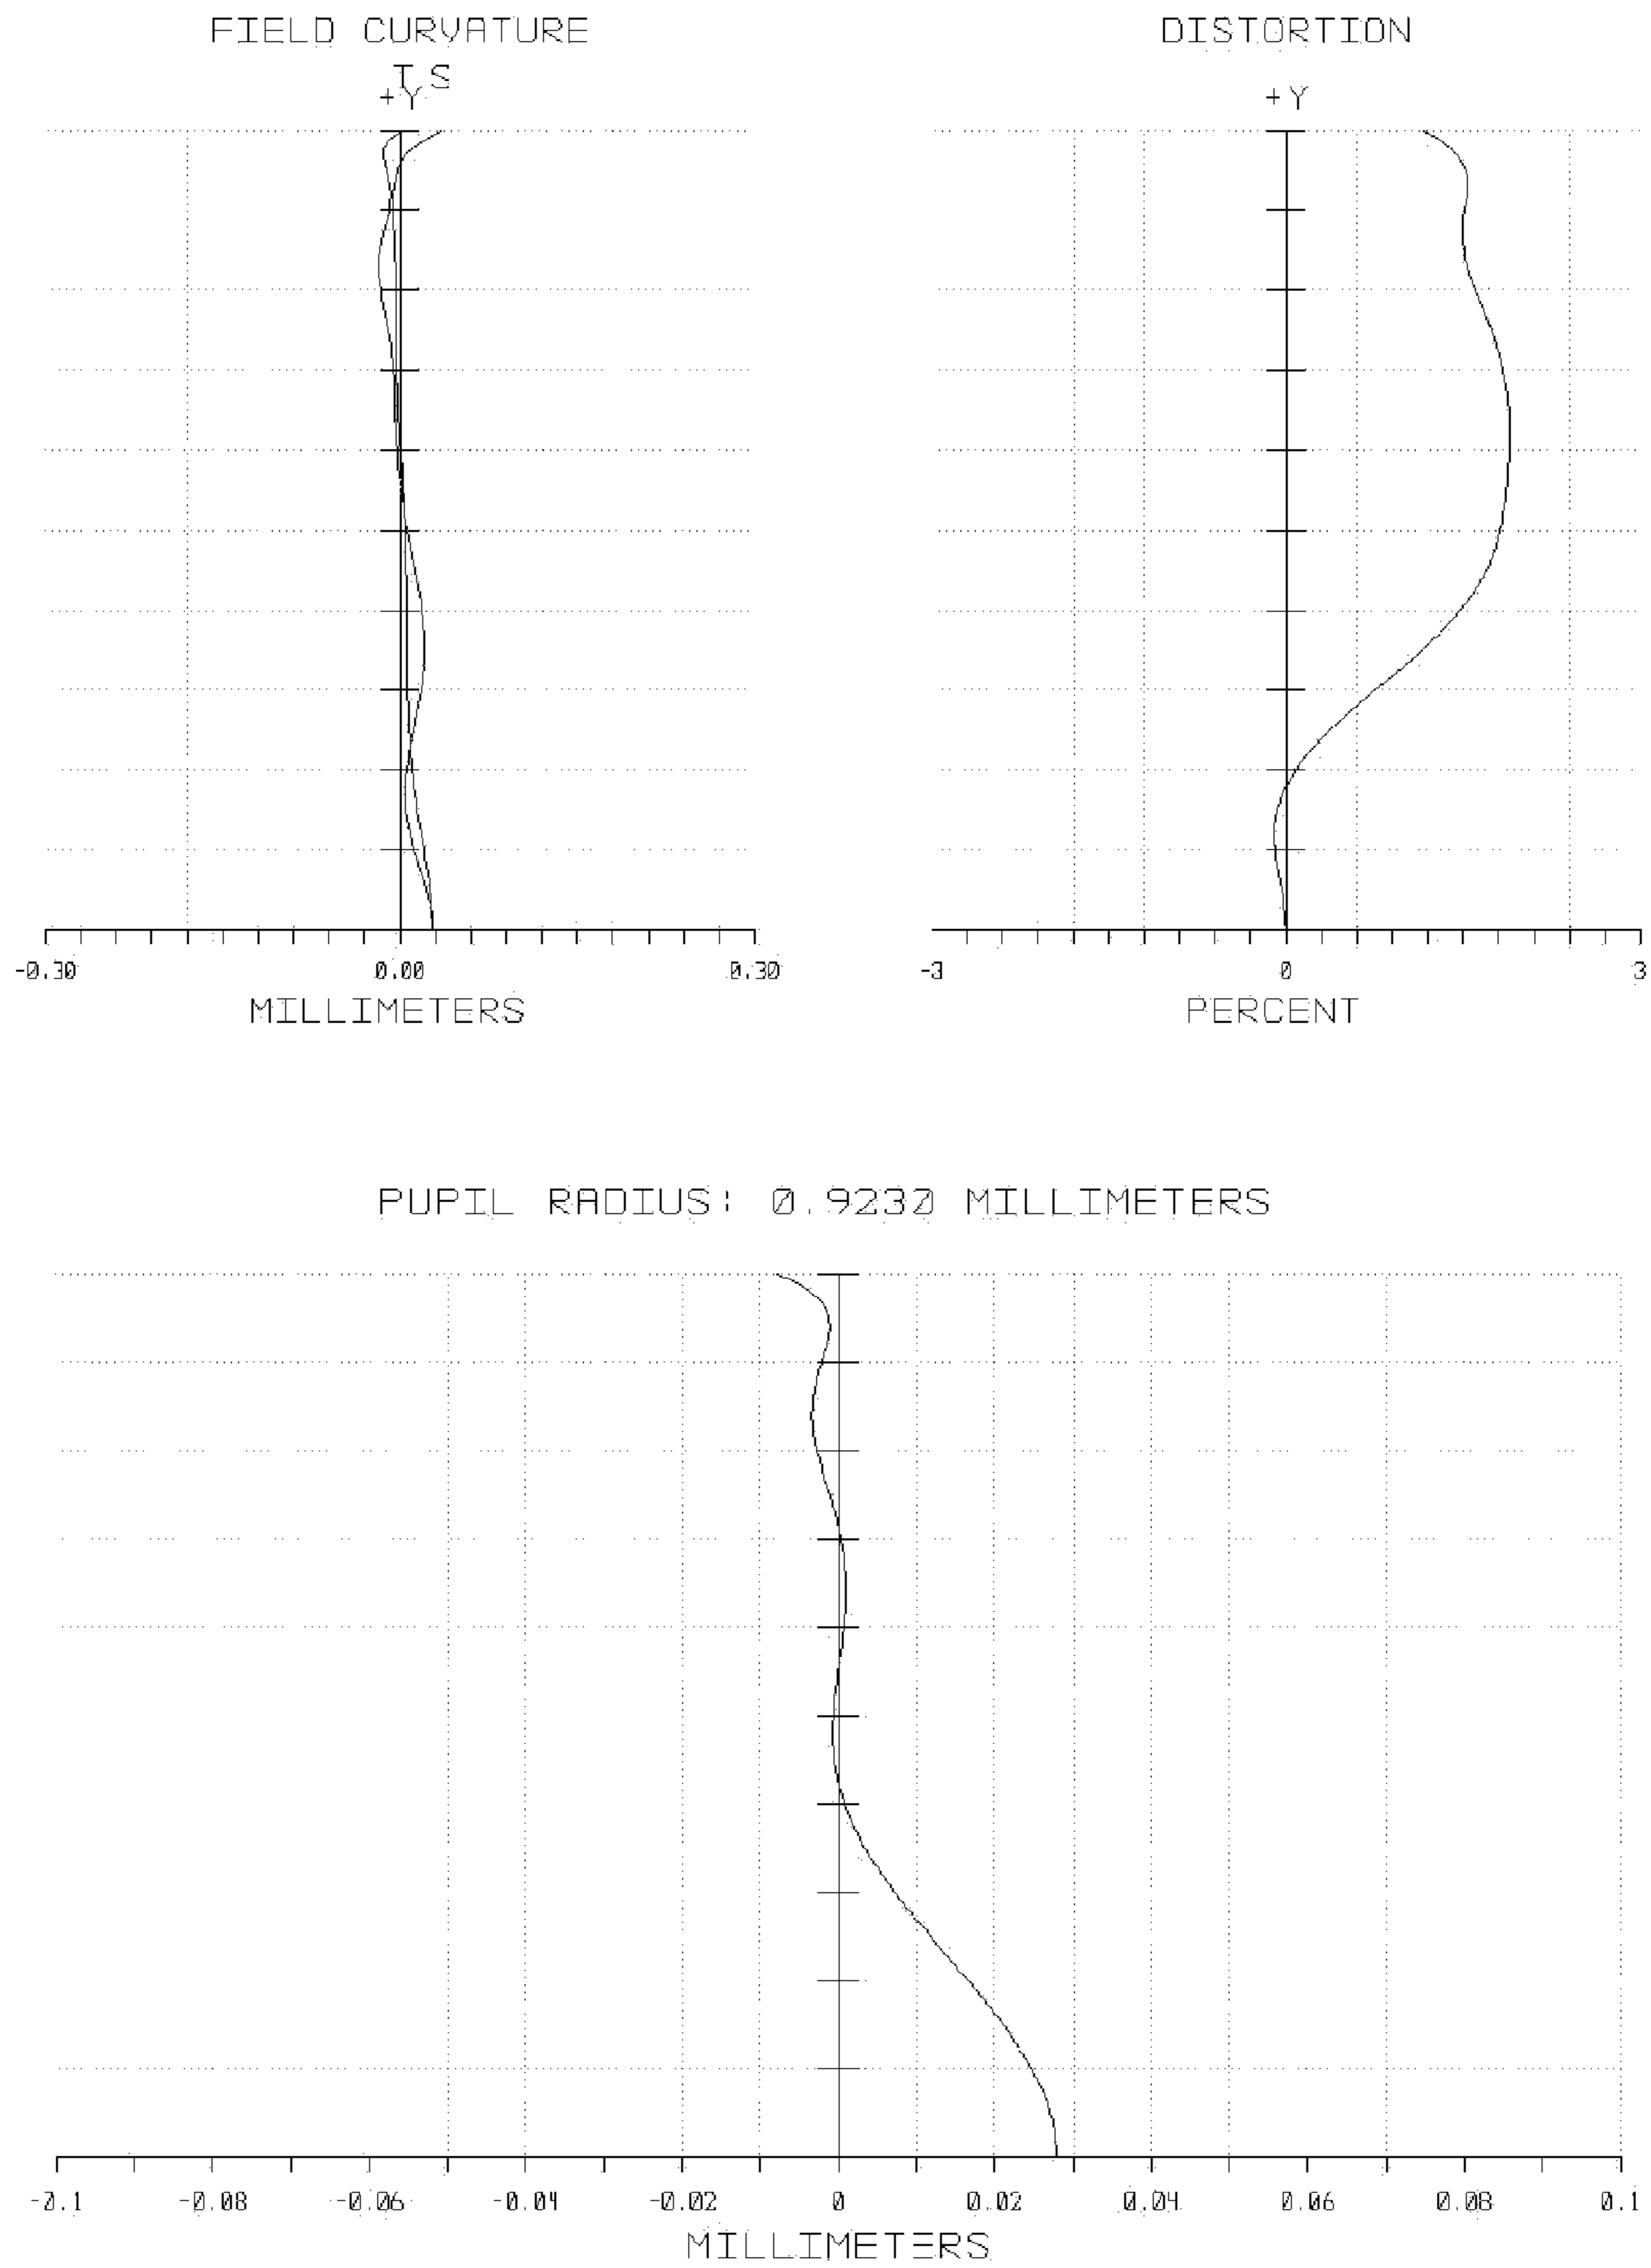 FIELD CURVATURE
T S
+Y
-0.30 0.00 0.30
MILLIMETERS
DISTORTION
+Y
-3 0 3
PERCENT
PUPIL RADIUS: 0.9230 MILLIMETERS
-0.1 -0.08 -0.06 -0.04 -0.02 0 0.02 0.04 0.06 0.08 0.1
MILLIMETERS